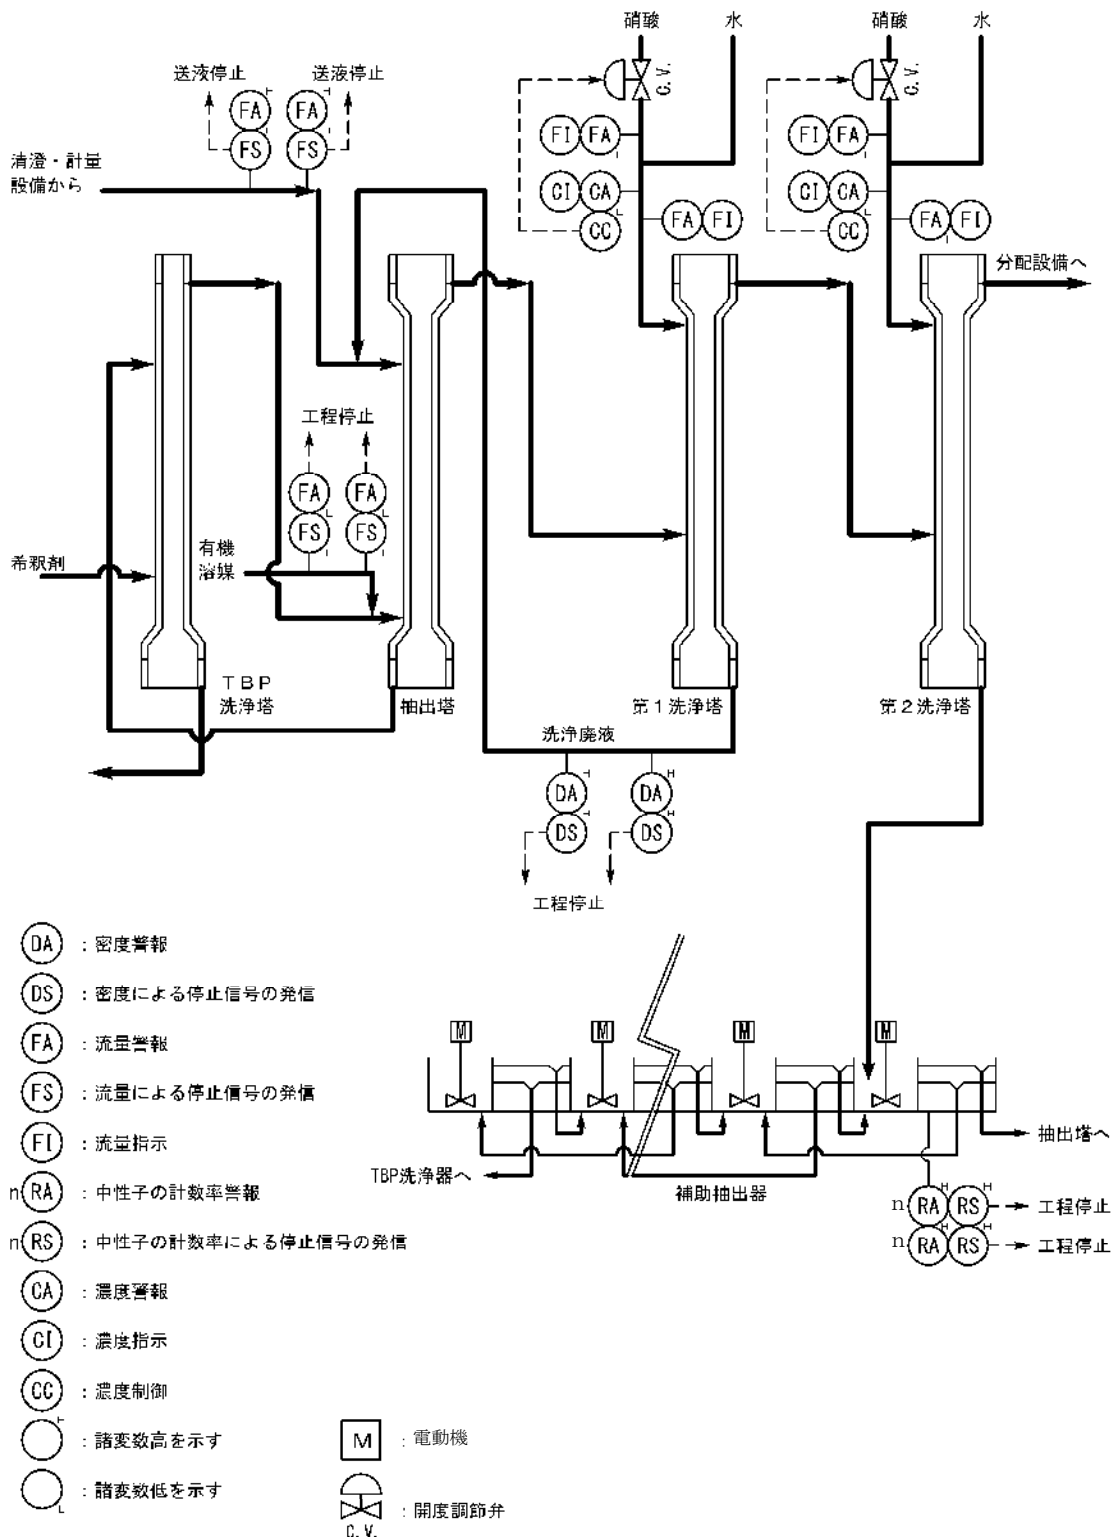 硝酸
水
硝酸
水
送液停止
送液停止
C.V.
C.V.
FA H
FA H
FS H
FS H
FI FA L
FI FA L
清澄・計量
設備から
CI CA L
CI CA L
CC
CC
FA FI
FA L FI
分配設備へ
工程停止
FA L
FA L
FS L
FS L
有機
溶媒
希釈剤
TBP
洗浄塔
抽出塔
第1洗浄塔
第2洗浄塔
洗浄廃液
DA H
DA H
DS H
DS H
工程停止
DA :密度警報
DS :密度による停止信号の発信
FA :流量警報
FS :流量による停止信号の発信
FI :流量指示
nRA :中性子の計数率警報
nRS :中性子の計数率による停止信号の発信
CA :濃度警報
CI :濃度指示
CC :濃度制御
H :諸変数高を示す
L :諸変数低を示す
M :電動機
C.V. :開度調節弁
M
M
M
M
抽出塔へ
TBP洗浄器へ
補助抽出器
n RA H RS H 工程停止
n RA H RS H 工程停止